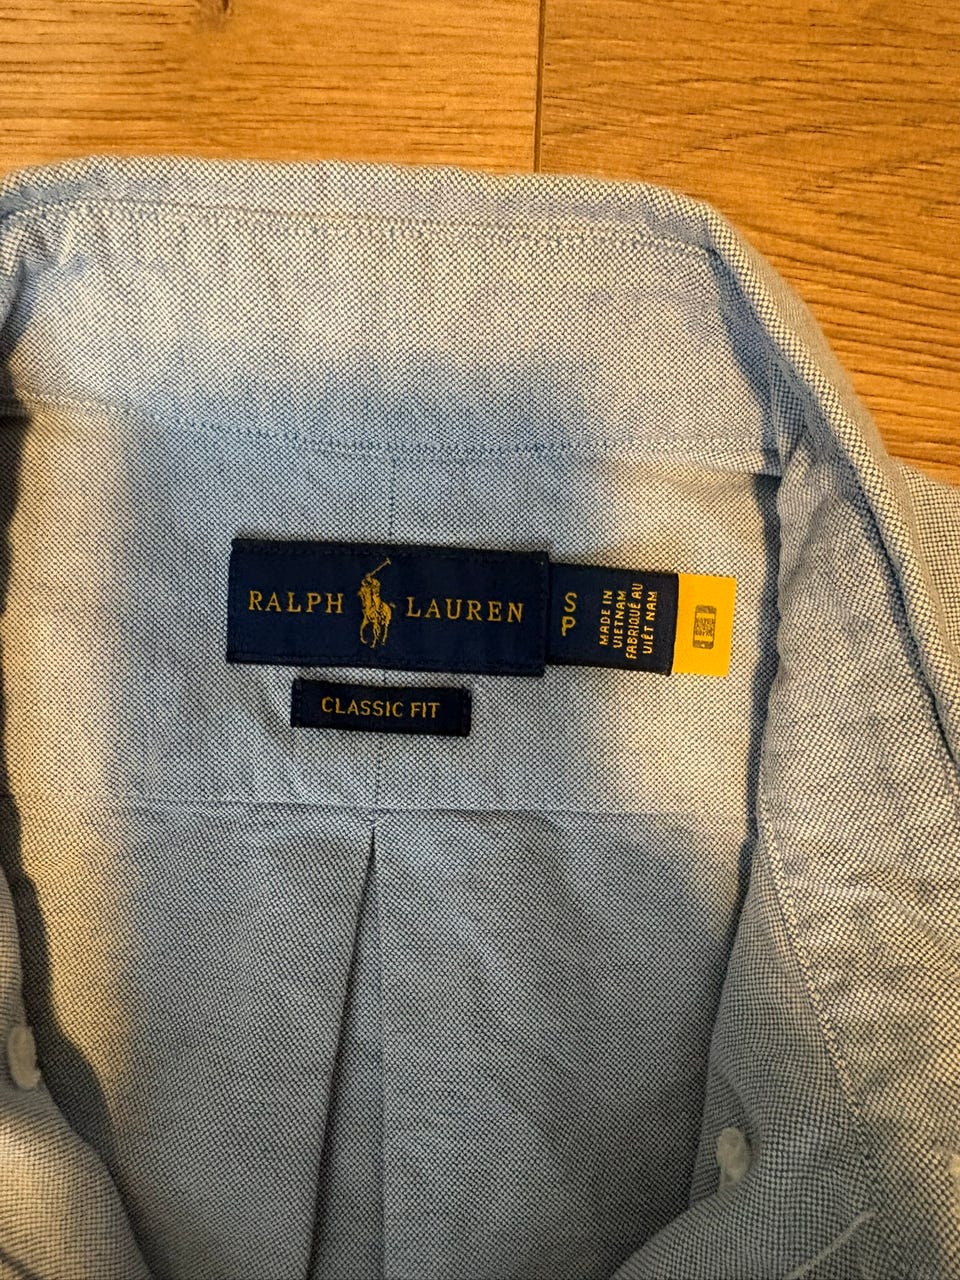 RALPH LAUREN
S
P
MADE IN
VIETNAM
FABRIQUÉ AU
VIÊT NAM
CLASSIC FIT